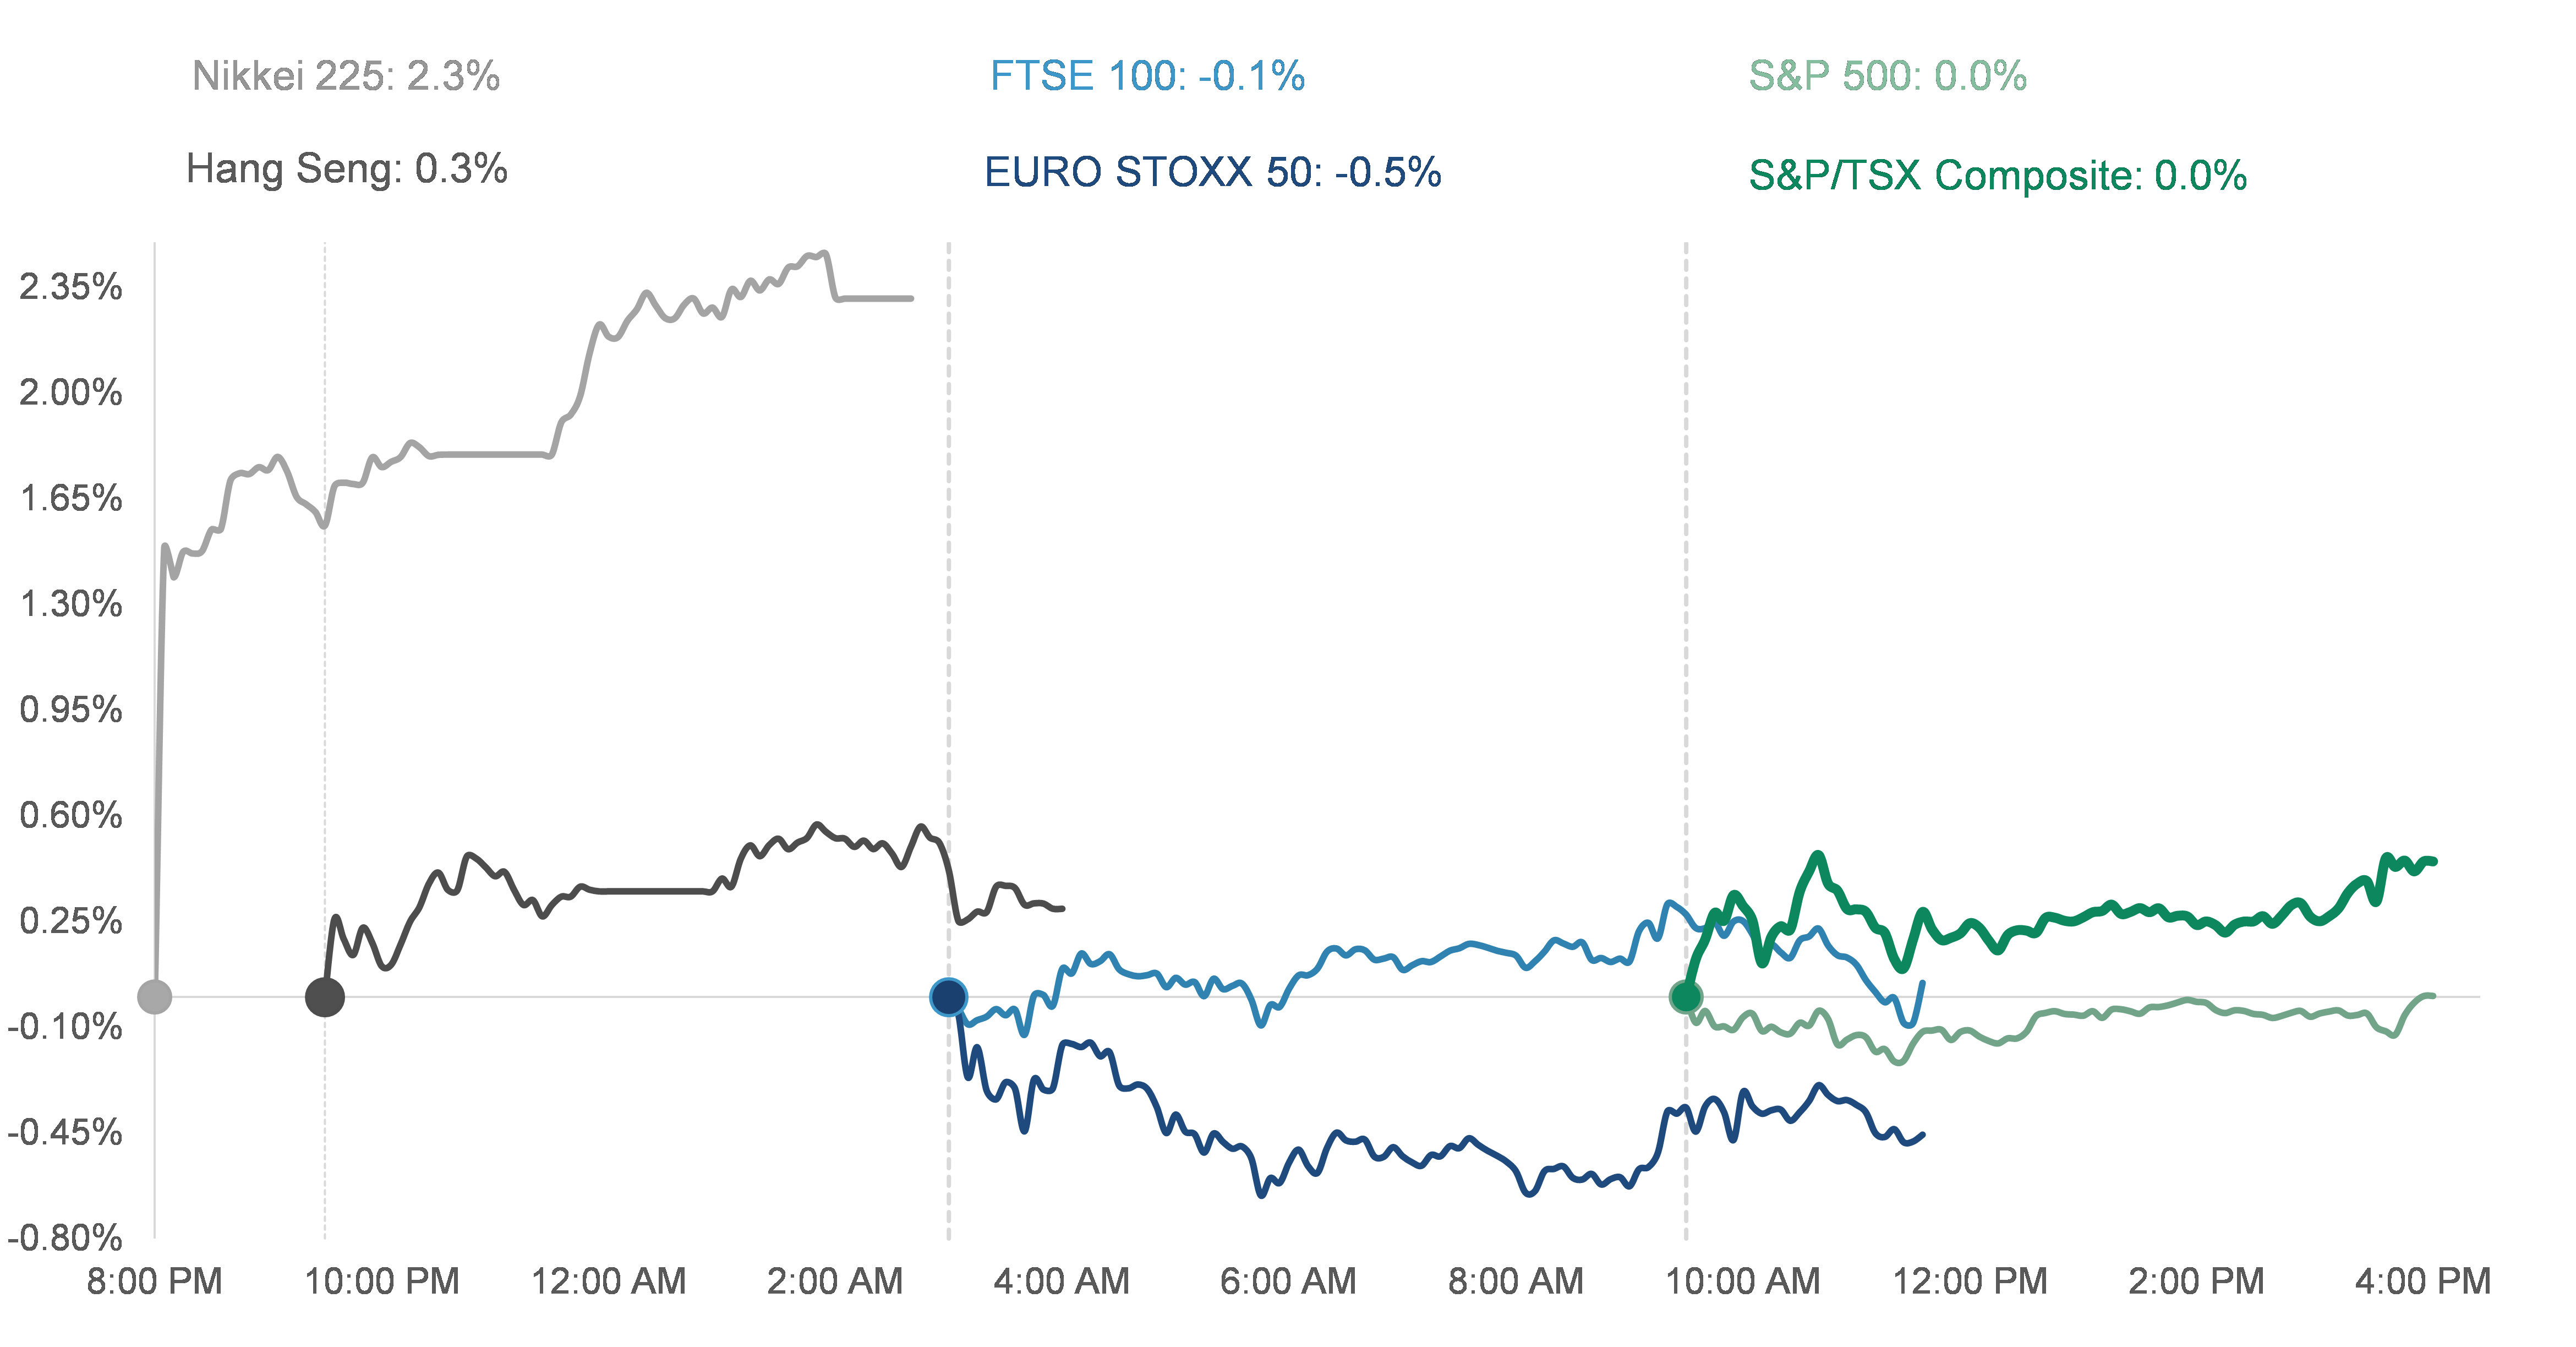 Nikkei 225: 2.3%
FTSE 100: -0.1%
S&P 500: 0.0%
Hang Seng: 0.3%
EURO STOXX 50: -0.5%
S&P/TSX Composite: 0.0%
2.35%
2.00%
1.65%
1.30%
0.95%
0.60%
0.25%
-0.10%
-0.45%
-0.80%
8:00 PM
10:00 PM
12:00 AM
2:00 AM
4:00 AM
6:00 AM
8:00 AM
10:00 AM
12:00 PM
2:00 PM
4:00 PM